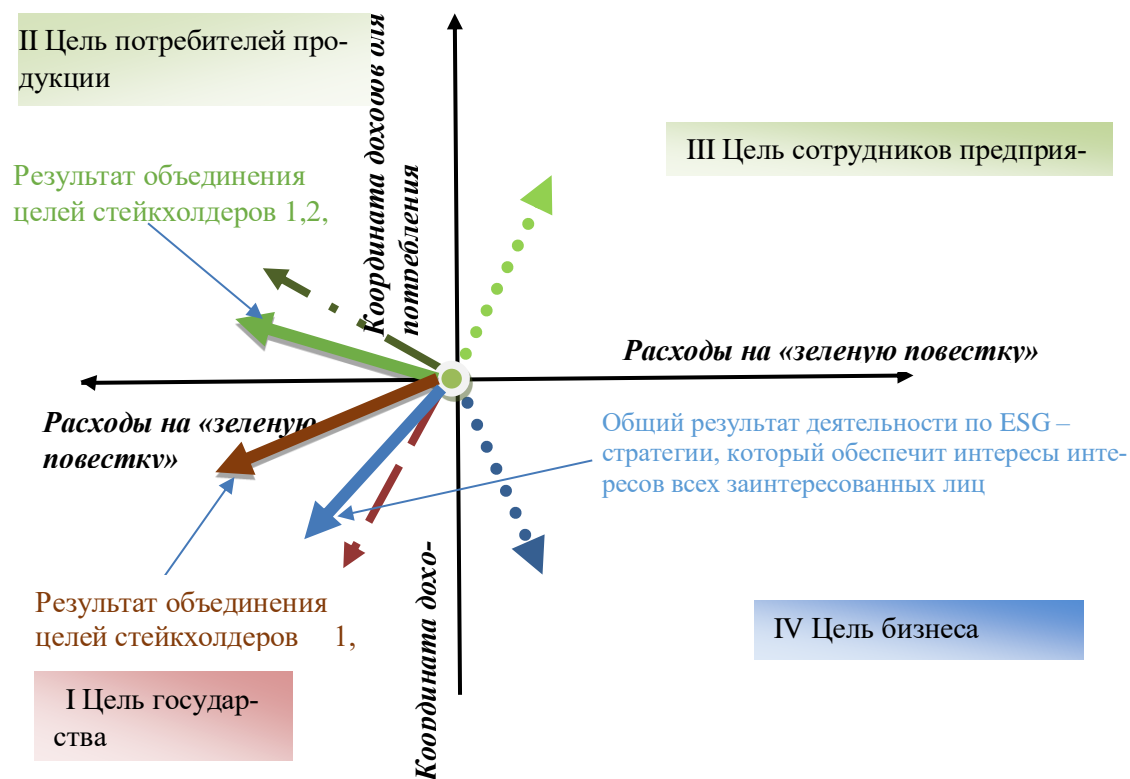 II Цель потребителей про-
дукции
Координата доходов для
потребления
III Цель сотрудников предприя-
Результат объединения
целей стейкхолдеров 1,2,
Расходы на «зеленую повестку»
Расходы на «зеленую
повестку»
Общий результат деятельности по ESG –
стратегии, который обеспечит интересы инте-
ресов всех заинтересованных лиц
Результат объединения
целей стейкхолдеров 1,
Координата дохо-
IV Цель бизнеса
I Цель государ-
ства